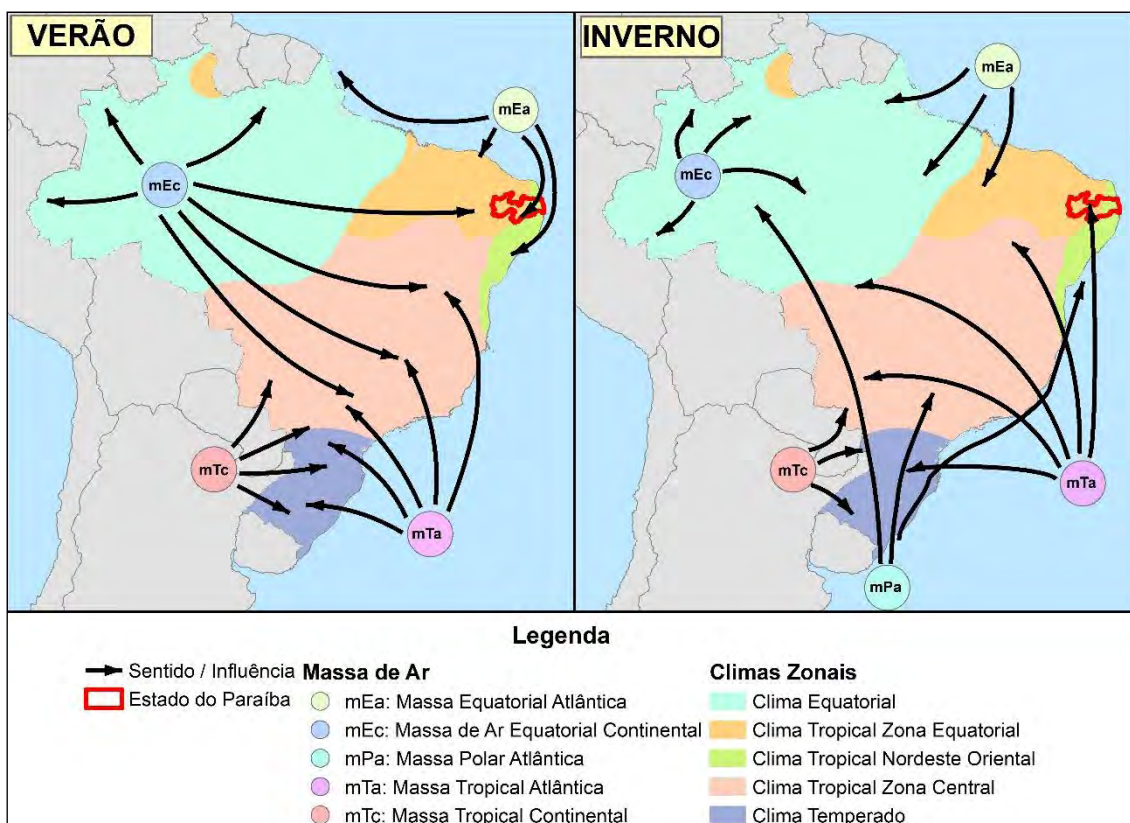 VERÃO
mEa
mEc
mTc
mTa
INVERNO
mEa
mEc
mTc
mTa
mPa
Legenda
Sentido / Influência
Estado do Paraíba
Massa de Ar
mEa: Massa Equatorial Atlântica
mEc: Massa de Ar Equatorial Continental
mPa: Massa Polar Atlântica
mTa: Massa Tropical Atlântica
mTc: Massa Tropical Continental
Climas Zonais
Clima Equatorial
Clima Tropical Zona Equatorial
Clima Tropical Nordeste Oriental
Clima Tropical Zona Central
Clima Temperado